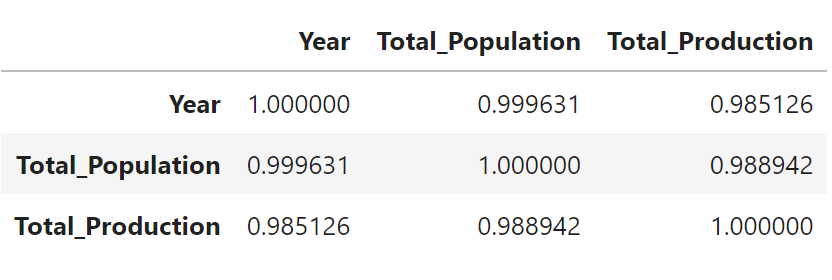 Year Total_Population Total_Production
Year 1.000000 0.999631 0.985126
Total_Population 0.999631 1.000000 0.988942
Total_Production 0.985126 0.988942 1.000000